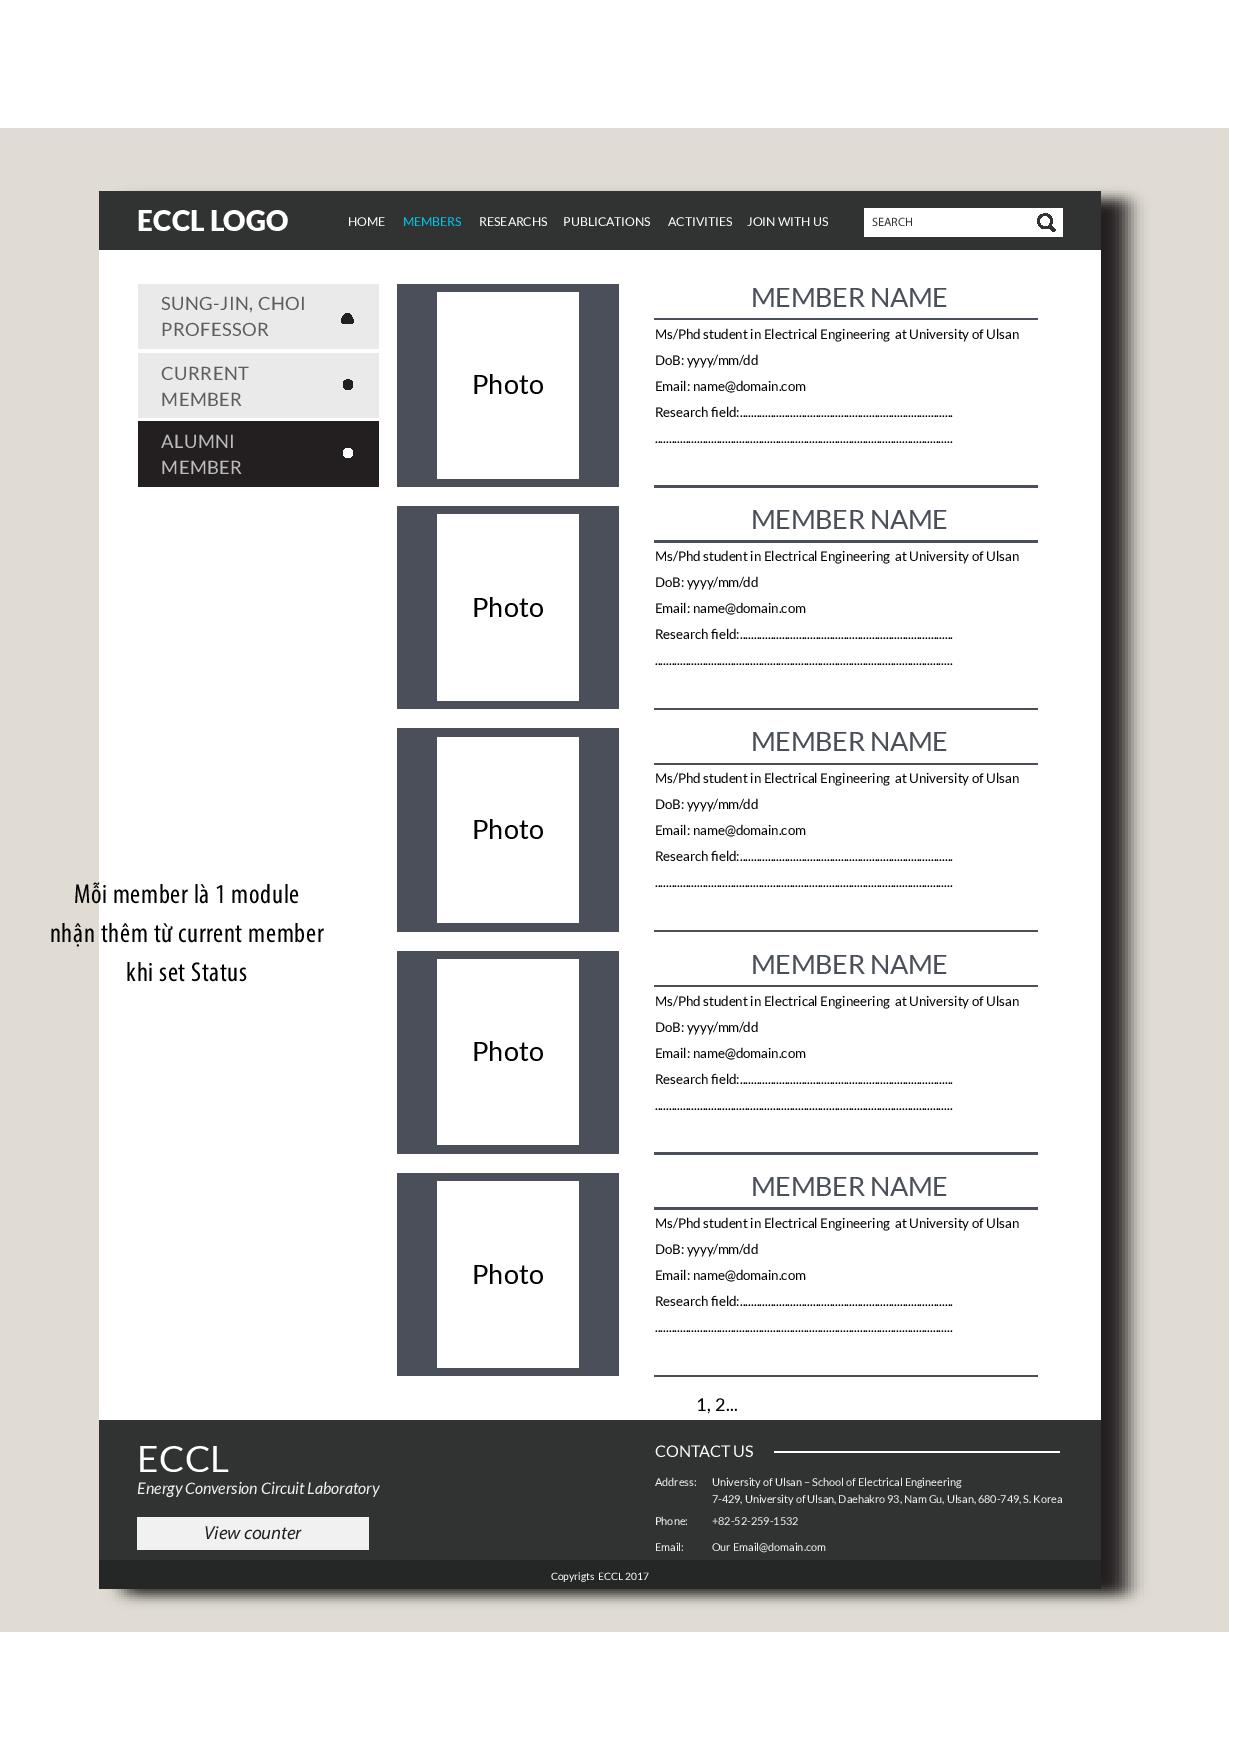 ECCL LOGO
HOME MEMBERS RESEARCHS PUBLICATIONS ACTIVITIES JOIN WITH US
SEARCH
SUNG-JIN, CHOI
PROFESSOR
CURRENT
MEMBER
ALUMNI
MEMBER
Photo
MEMBER NAME
Ms/Phd student in Electrical Engineering at University of Ulsan
DoB: yyyy/mm/dd
Email: name@domain.com
Research field:............................................................................
..........................................................................................................
Photo
MEMBER NAME
Ms/Phd student in Electrical Engineering at University of Ulsan
DoB: yyyy/mm/dd
Email: name@domain.com
Research field:............................................................................
..........................................................................................................
Photo
MEMBER NAME
Ms/Phd student in Electrical Engineering at University of Ulsan
DoB: yyyy/mm/dd
Email: name@domain.com
Research field:............................................................................
..........................................................................................................
Mỗi member là 1 module
nhận thêm từ current member
khi set Status
Photo
MEMBER NAME
Ms/Phd student in Electrical Engineering at University of Ulsan
DoB: yyyy/mm/dd
Email: name@domain.com
Research field:............................................................................
..........................................................................................................
Photo
MEMBER NAME
Ms/Phd student in Electrical Engineering at University of Ulsan
DoB: yyyy/mm/dd
Email: name@domain.com
Research field:............................................................................
..........................................................................................................
1, 2...
ECCL
Energy Conversion Circuit Laboratory
View counter
CONTACT US
Address: University of Ulsan – School of Electrical Engineering
7-429, University of Ulsan, Daehakro 93, Nam Gu, Ulsan, 680-749, S. Korea
Phone: +82-52-259-1532
Email: Our Email@domain.com
Copyrigts ECCL 2017